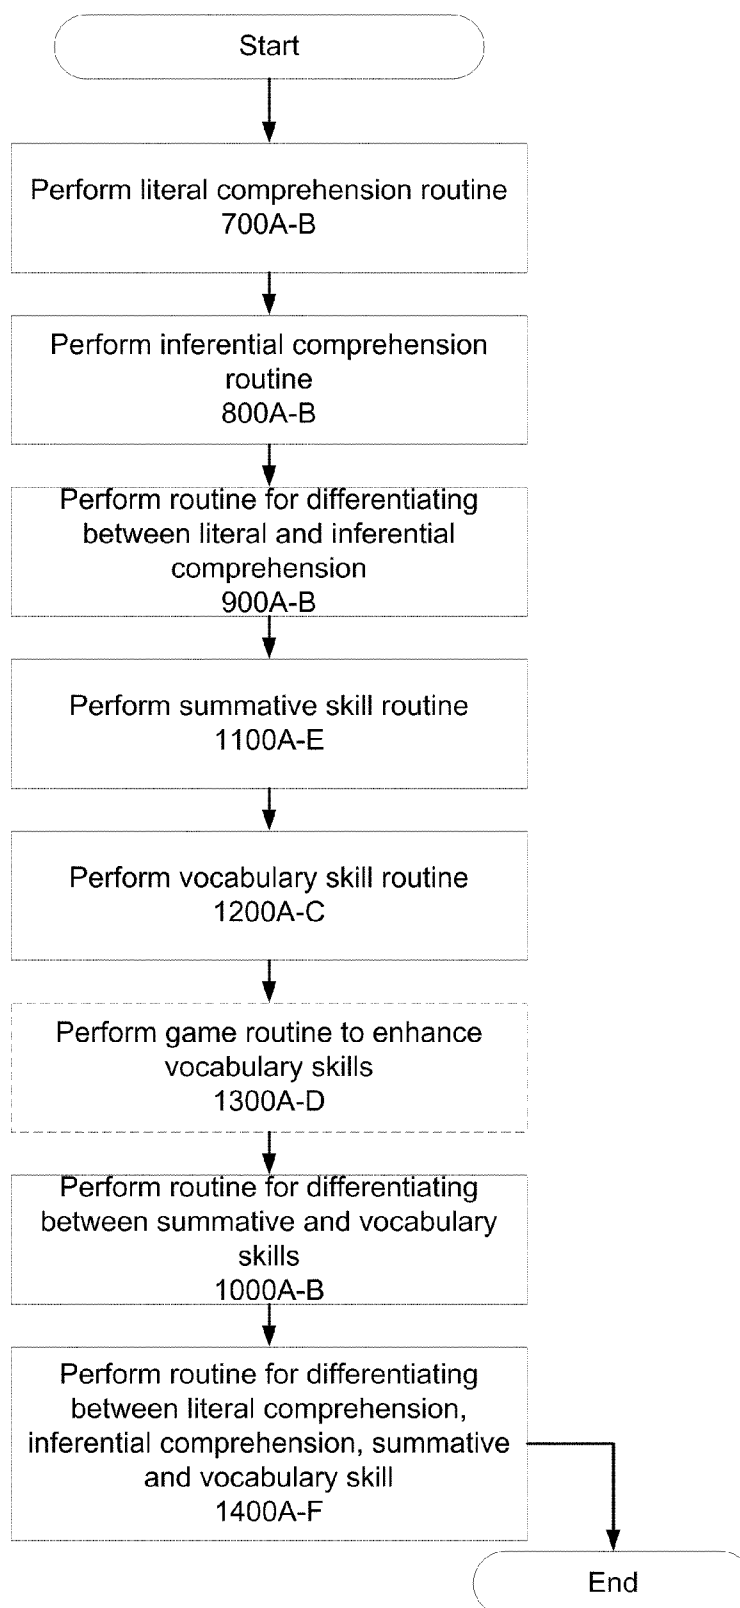 Start
Perform literal comprehension routine
700A-B
Perform inferential comprehension
routine
800A-B
Perform routine for differentiating
between literal and inferential
comprehension
900A-B
Perform summative skill routine
1100A-E
Perform vocabulary skill routine
1200A-C
Perform game routine to enhance
vocabulary skills
1300A-D
Perform routine for differentiating
between summative and vocabulary
skills
1000A-B
Perform routine for differentiating
between literal comprehension,
inferential comprehension, summative
and vocabulary skill
1400A-F
End